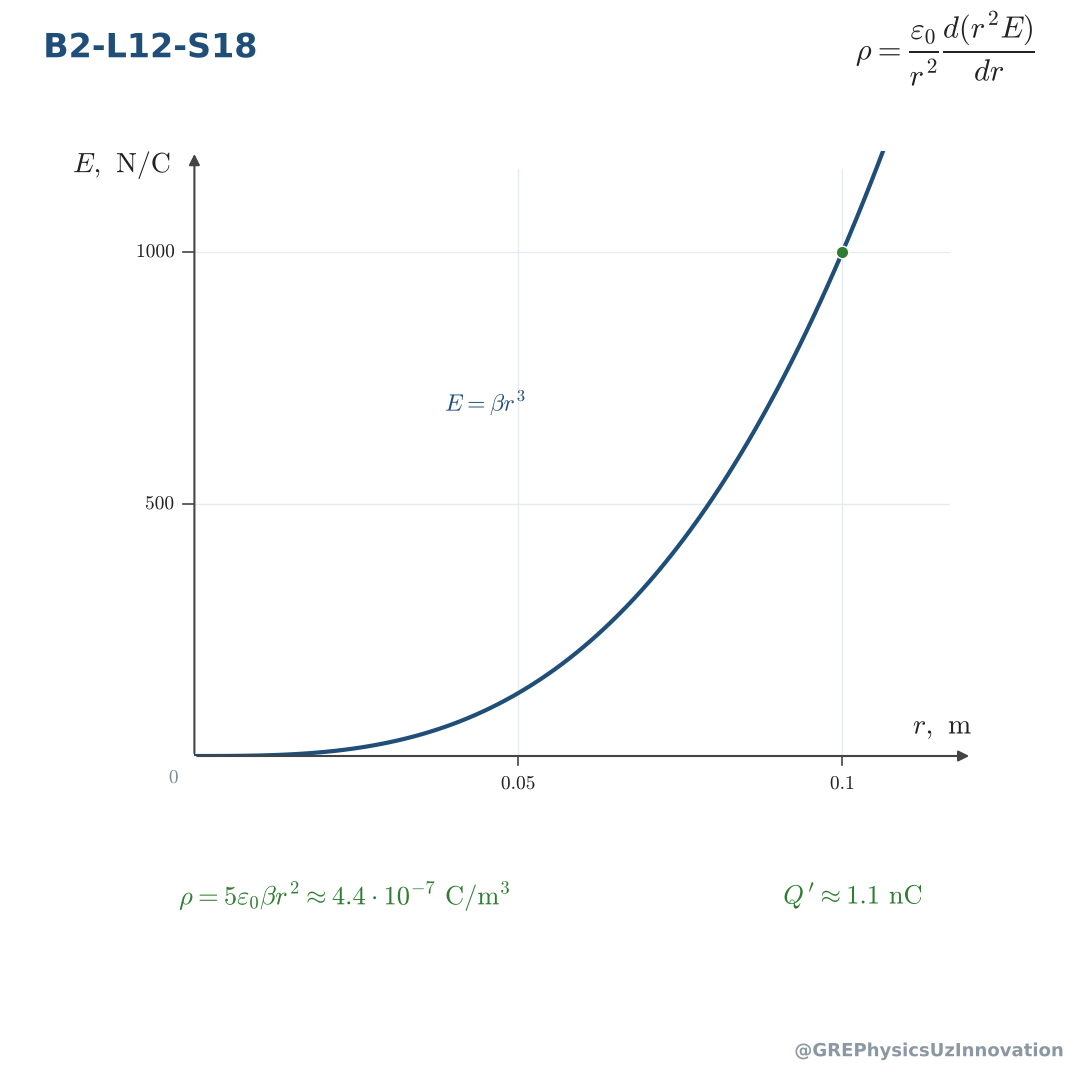 B2-L12-S18
ρ = ε₀/r² d(r²E)/dr
E, N/C
1000
E = βr³
500
r, m
0
0.05
0.1
ρ = 5ε₀βr² ≈ 4.4 · 10⁻⁷ C/m³
Q′ ≈ 1.1 nC
@GREPhysicsUzInnovation